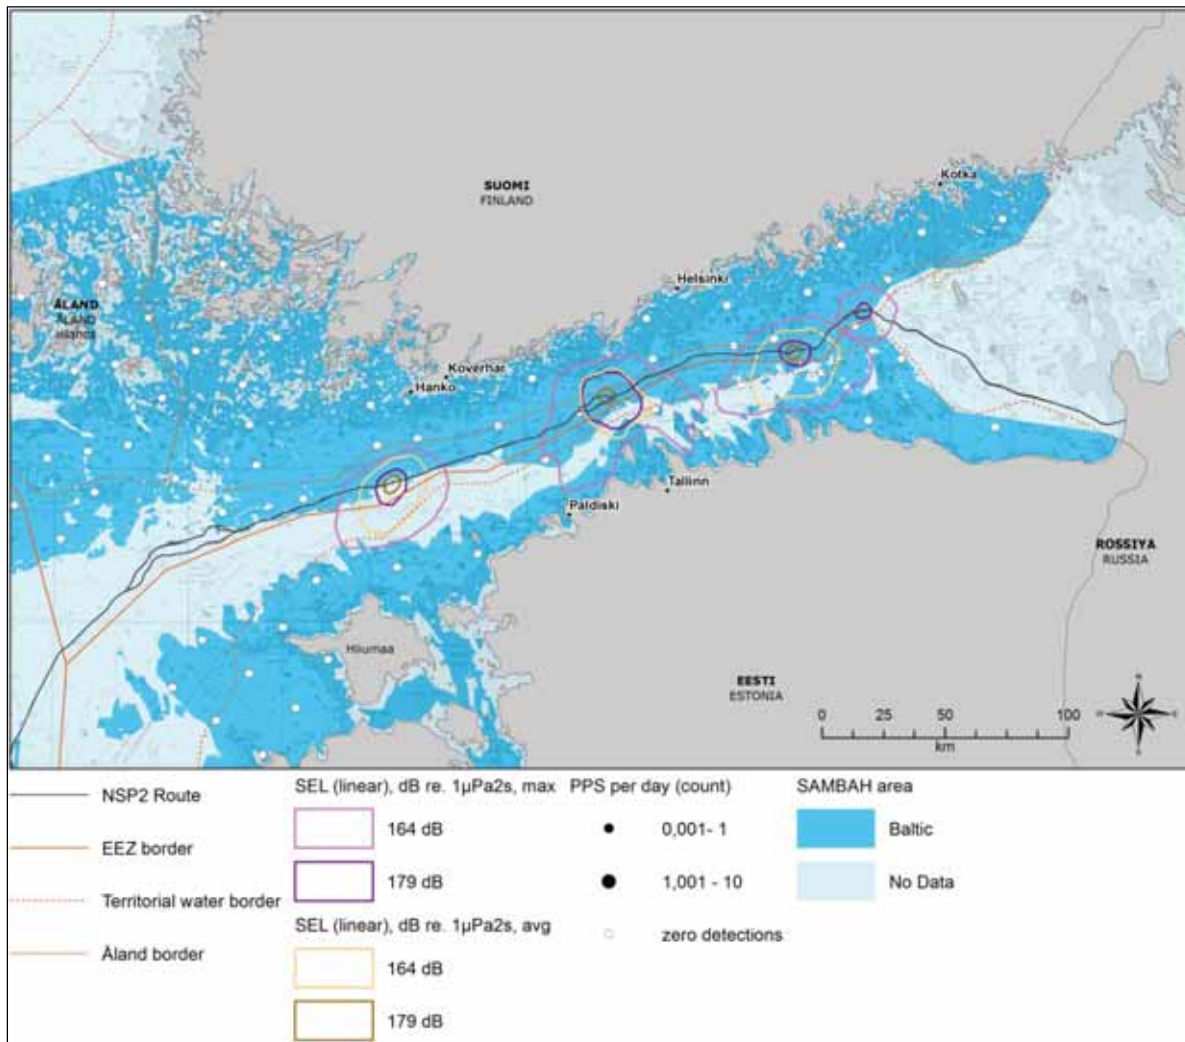 Kotka
SUOMI
FINLAND
Helsinki
ÅLAND
ÅLAND
Islands
Koverhar
Hanko
Tallinn
Paldiski
ROSSIYA
RUSSIA
Hiiumaa
EESTI
ESTONIA
0 25 50 100
km
NSP2 Route
EEZ border
Territorial water border
Åland border
SEL (linear), dB re. 1µPa2s, max
164 dB
179 dB
SEL (linear), dB re. 1µPa2s, avg
164 dB
179 dB
PPS per day (count)
0,001- 1
1,001 - 10
zero detections
SAMBAH area
Baltic
No Data